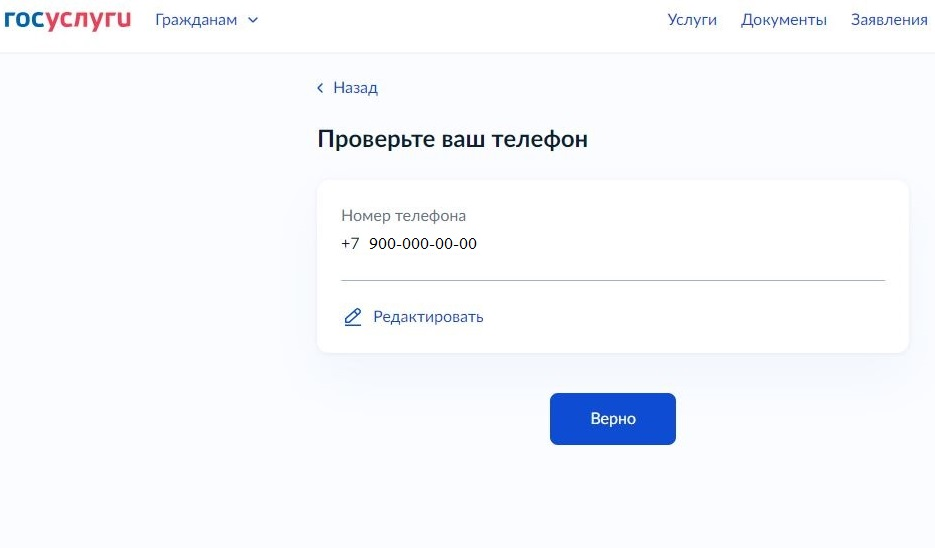 госуслуги Гражданам Услуги Документы Заявления
Назад
Проверьте ваш телефон
Номер телефона
+7 900-000-00-00
Редактировать
Верно